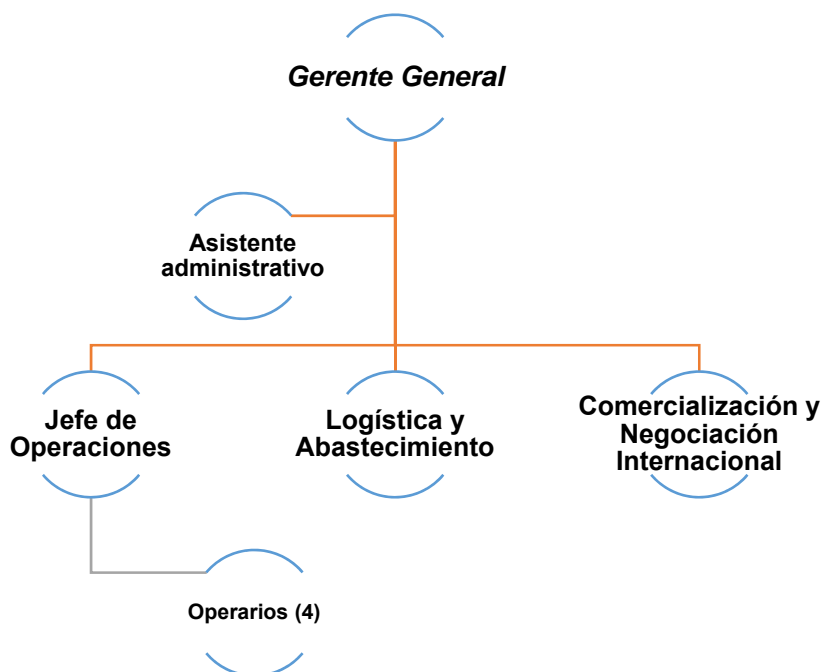 Gerente General
Asistente
administrativo
Jefe de
Operaciones
Logística y
Abastecimiento
Comercialización y
Negociación
Internacional
Operarios (4)